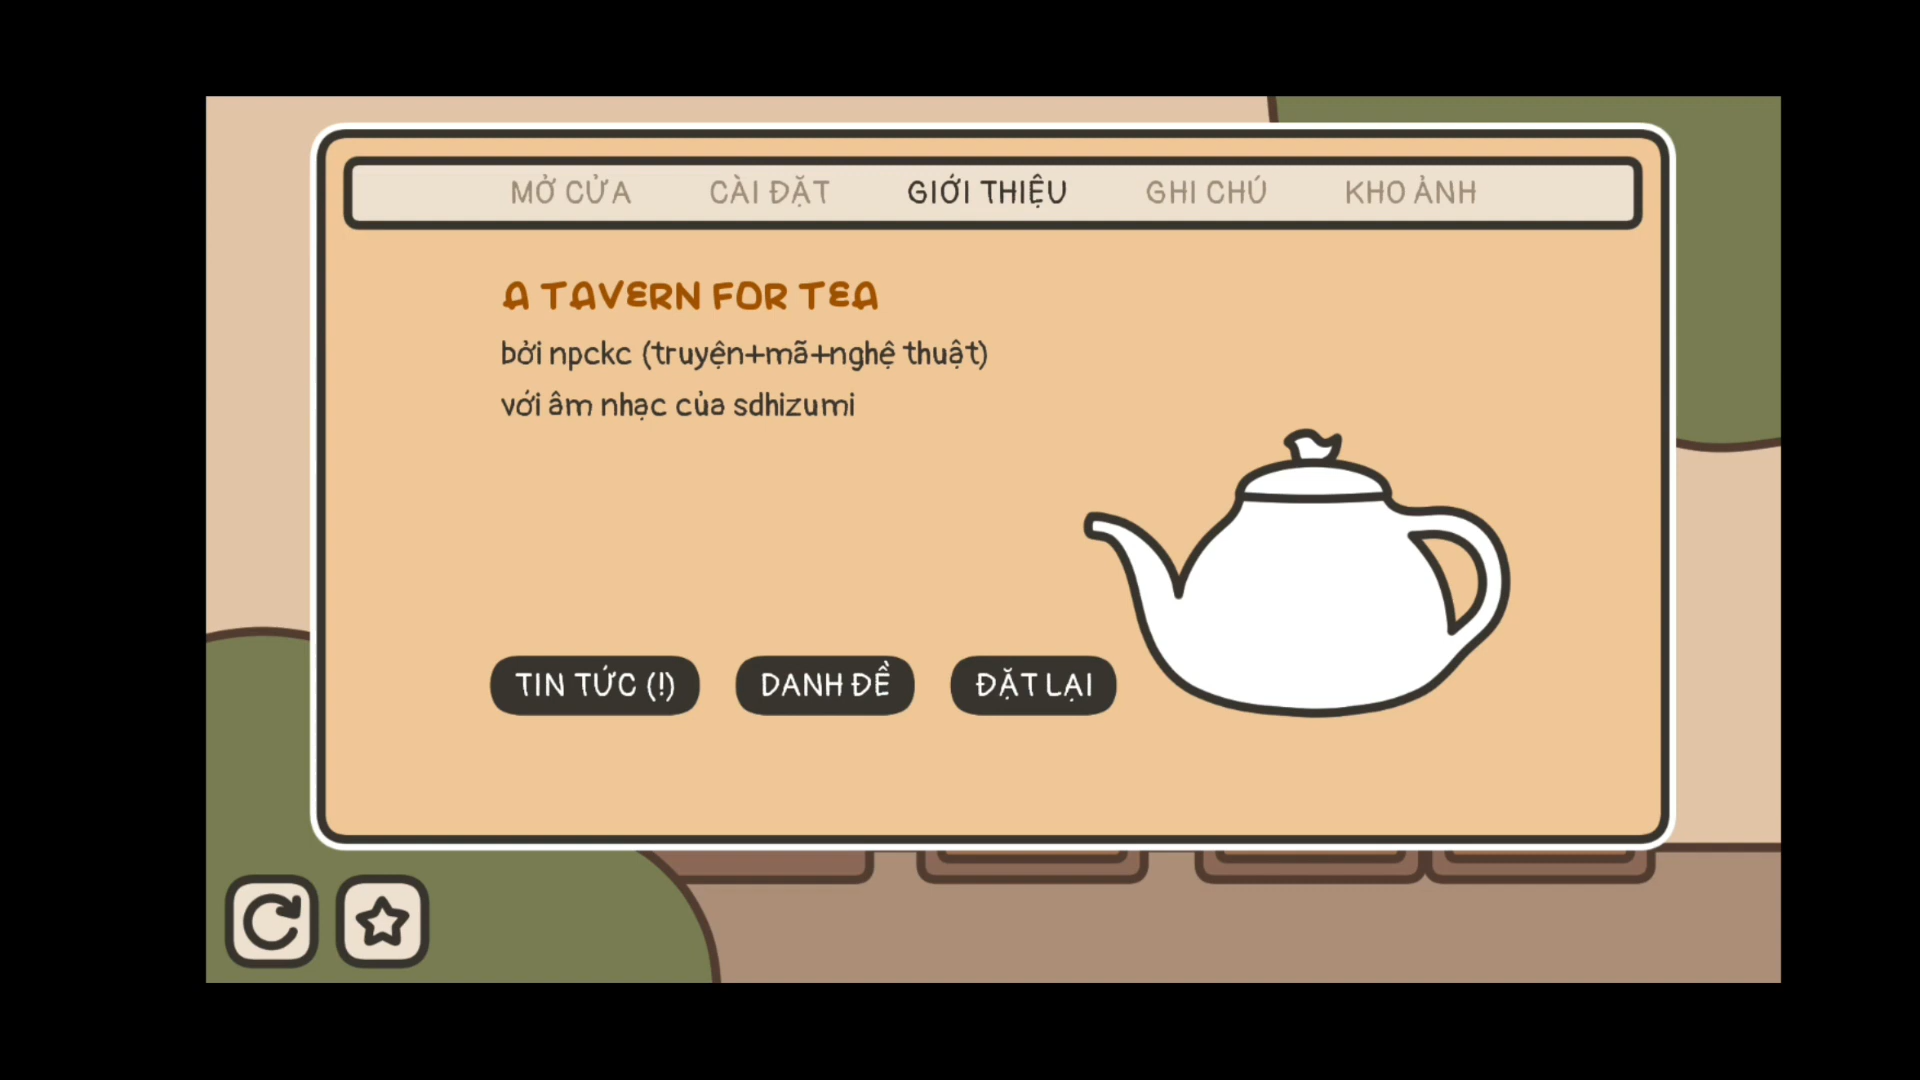 MỞ CỬA CÀI ĐẶT GIỚI THIỆU GHI CHÚ KHO ẢNH
A TAVERN FOR TEA
bởi npckc (truyện+mã+nghệ thuật)
với âm nhạc của sdhizumi
TIN TỨC (!) DANH ĐỀ ĐẶT LẠI